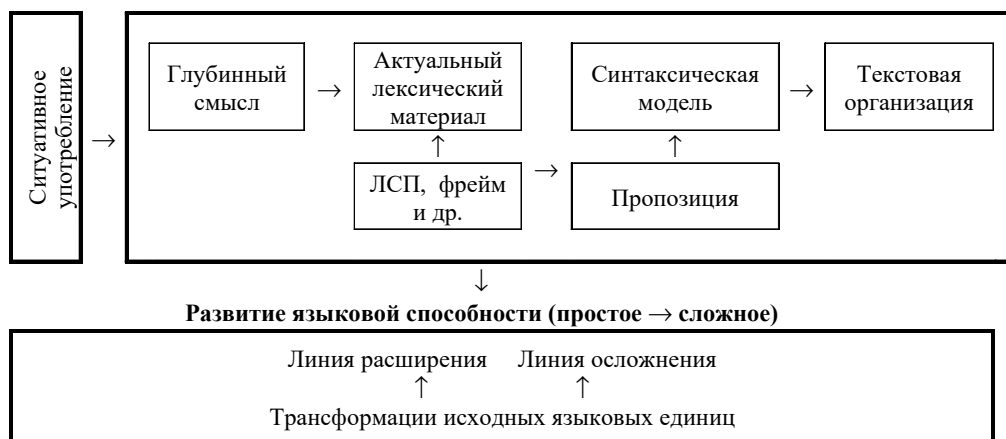 Ситуативное
употребление
→
Глубинный
смысл
→
Актуальный
лексический
материал
↑
ЛСП, фрейм
и др.
→
Синтаксическая
модель
↑
Пропозиция
→
Текстовая
организация
↓
Развитие языковой способности (простое → сложное)
Линия расширения Линия осложнения
↑ ↑
Трансформации исходных языковых единиц